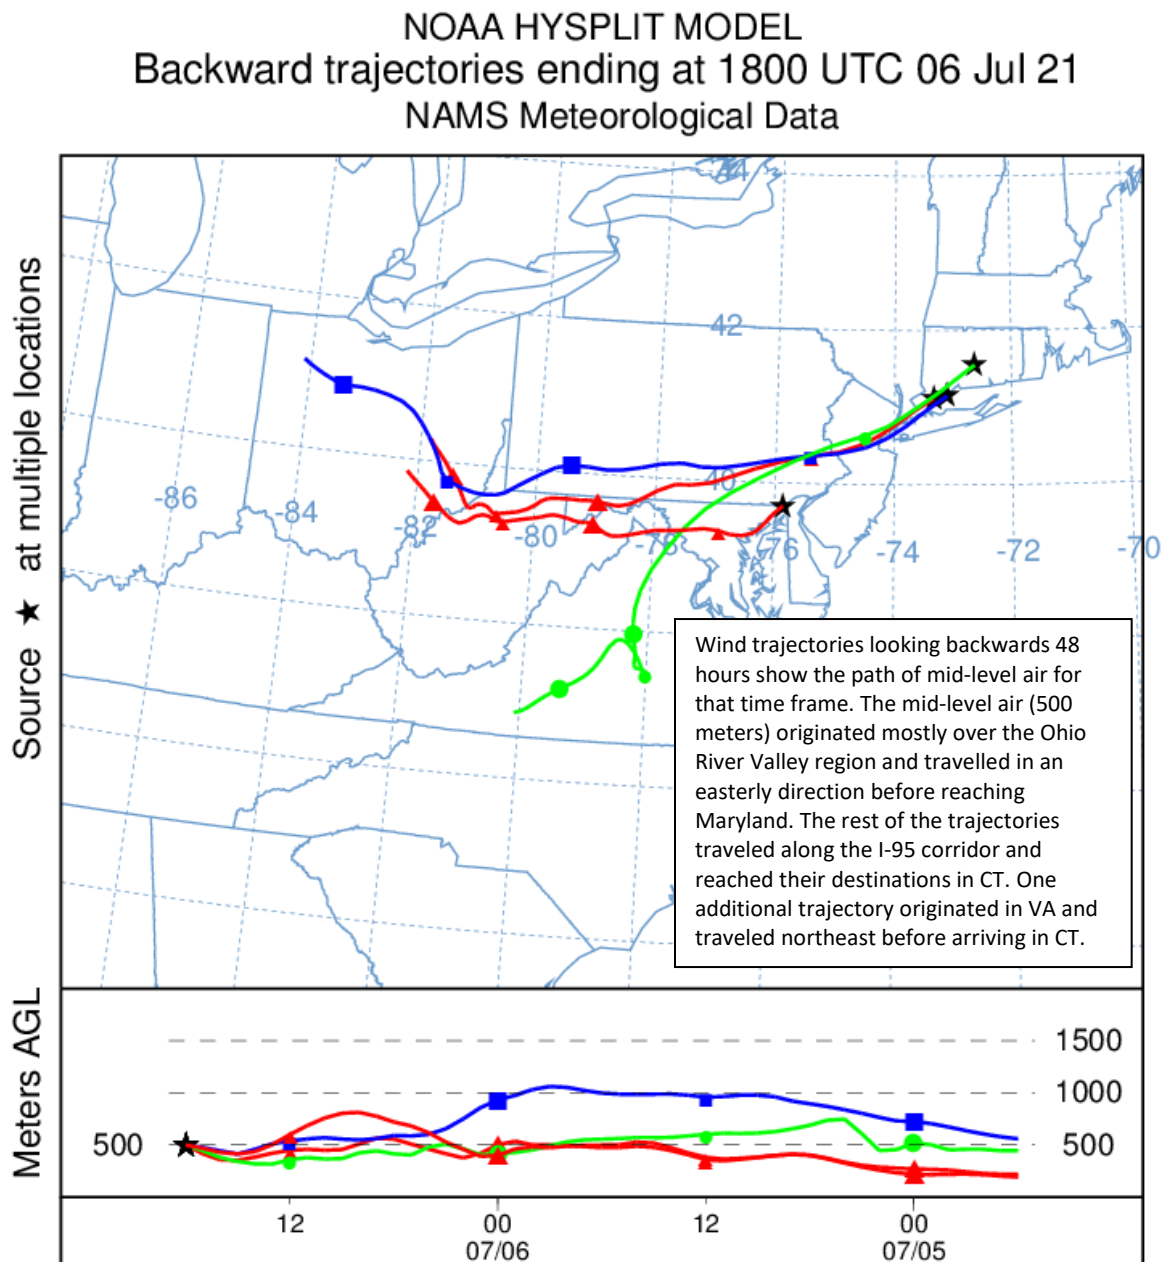 NOAA HYSPLIT MODEL
Backward trajectories ending at 1800 UTC 06 Jul 21
NAMS Meteorological Data
Source ★ at multiple locations
44
42
40
-86
-84
-82
-80
-78
-76
-74
-72
-70
Wind trajectories looking backwards 48
hours show the path of mid-level air for
that time frame. The mid-level air (500
meters) originated mostly over the Ohio
River Valley region and travelled in an
easterly direction before reaching
Maryland. The rest of the trajectories
traveled along the I-95 corridor and
reached their destinations in CT. One
additional trajectory originated in VA and
traveled northeast before arriving in CT.
Meters AGL
1500
1000
500
500
12
00
12
00
07/06
07/05